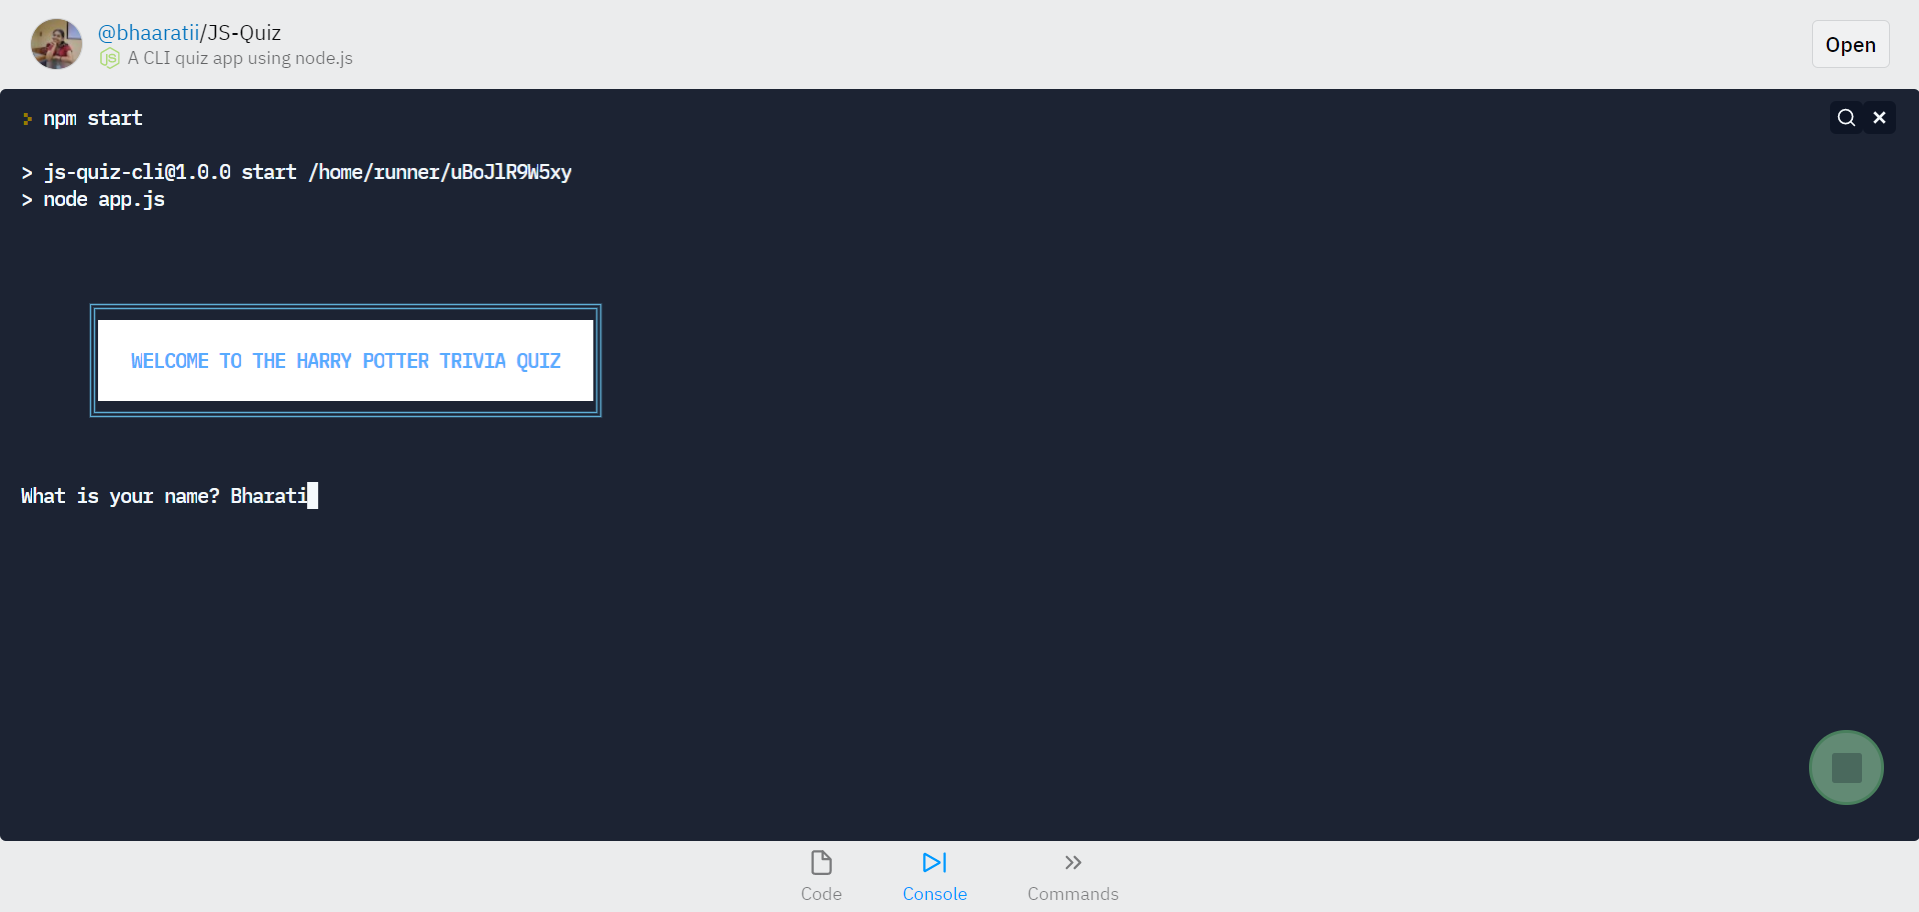 @bhaaratii/JS-Quiz
JS A CLI quiz app using node.js
Open
npm start
> js-quiz-cli@1.0.0 start /home/runner/uBoJlR9W5xy
> node app.js
WELCOME TO THE HARRY POTTER TRIVIA QUIZ
What is your name? Bharati
Code
Console
Commands